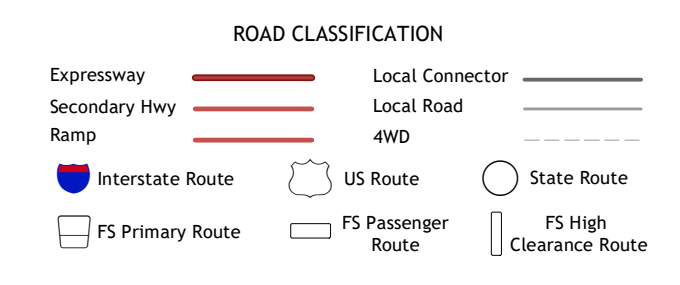 ROAD CLASSIFICATION
Expressway
Local Connector
Secondary Hwy
Local Road
Ramp
4WD
Interstate Route
US Route
State Route
FS Primary Route
FS Passenger
Route
FS High
Clearance Route